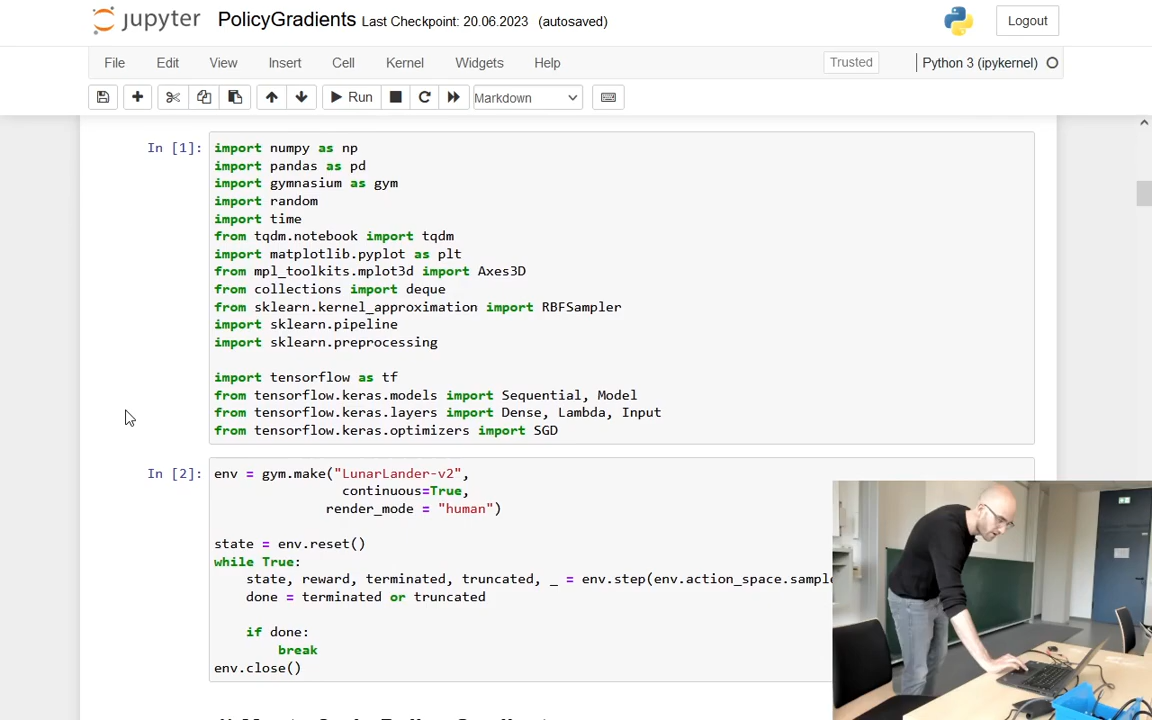 jupyter PolicyGradients Last Checkpoint: 20.06.2023 (autosaved)
Logout
File Edit View Insert Cell Kernel Widgets Help
Trusted
Python 3 (ipykernel)
Run
Markdown
In [1]:
import numpy as np
import pandas as pd
import gymnasium as gym
import random
import time
from tqdm.notebook import tqdm
import matplotlib.pyplot as plt
from mpl_toolkits.mplot3d import Axes3D
from collections import deque
from sklearn.kernel_approximation import RBFSampler
import sklearn.pipeline
import sklearn.preprocessing
import tensorflow as tf
from tensorflow.keras.models import Sequential, Model
from tensorflow.keras.layers import Dense, Lambda, Input
from tensorflow.keras.optimizers import SGD
In [2]:
env = gym.make("LunarLander-v2",
continuous=True,
render_mode = "human")
state = env.reset()
while True:
state, reward, terminated, truncated, _ = env.step(env.action_space.sample
done = terminated or truncated
if done:
break
env.close()